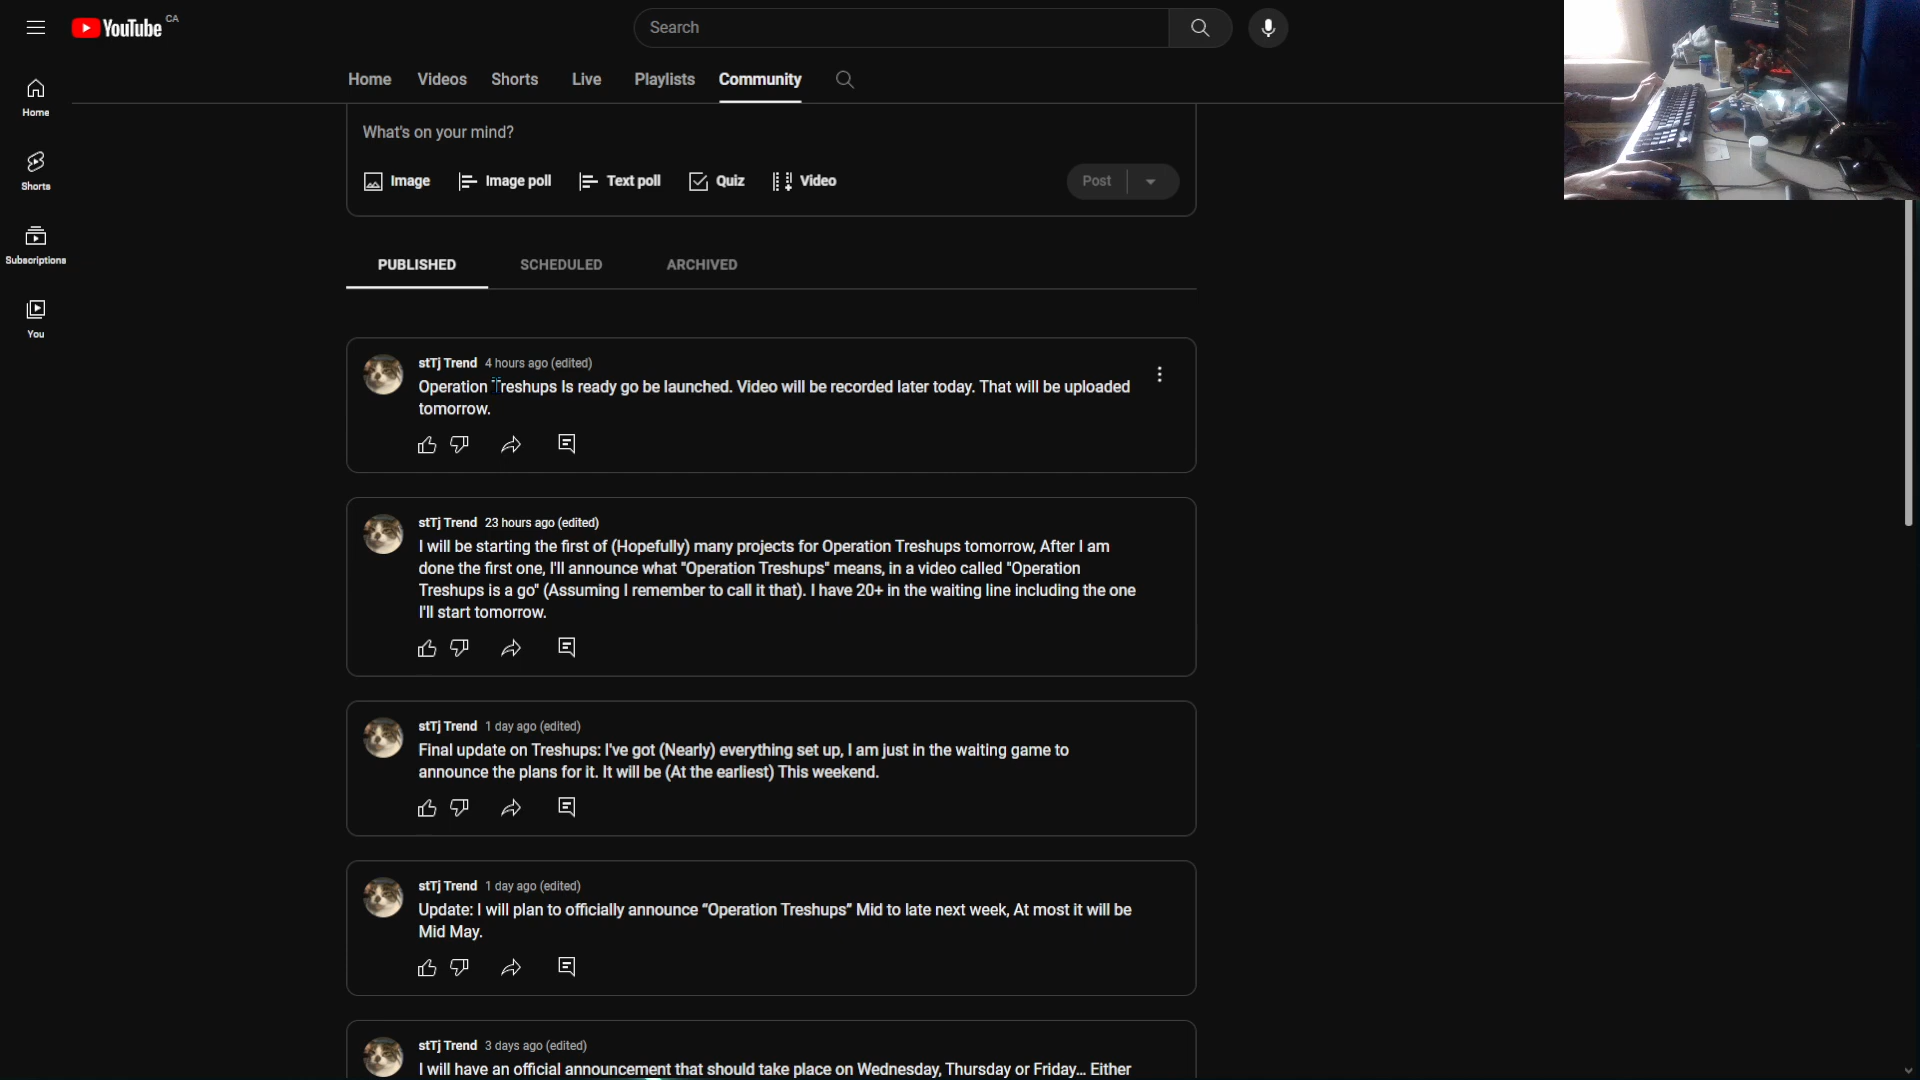 YouTube CA
Search
Home Videos Shorts Live Playlists Community
Home
Shorts
Subscriptions
You
What's on your mind?
Image Image poll Text poll Quiz Video Post
PUBLISHED SCHEDULED ARCHIVED
stTj Trend 4 hours ago (edited)
Operation Treshups Is ready go be launched. Video will be recorded later today. That will be uploaded
tomorrow.
stTj Trend 23 hours ago (edited)
I will be starting the first of (Hopefully) many projects for Operation Treshups tomorrow, After I am
done the first one, I'll announce what "Operation Treshups" means, in a video called "Operation
Treshups is a go" (Assuming I remember to call it that). I have 20+ in the waiting line including the one
I'll start tomorrow.
stTj Trend 1 day ago (edited)
Final update on Treshups: I've got (Nearly) everything set up, I am just in the waiting game to
announce the plans for it. It will be (At the earliest) This weekend.
stTj Trend 1 day ago (edited)
Update: I will plan to officially announce “Operation Treshups” Mid to late next week, At most it will be
Mid May.
stTj Trend 3 days ago (edited)
I will have an official announcement that should take place on Wednesday, Thursday or Friday... Either